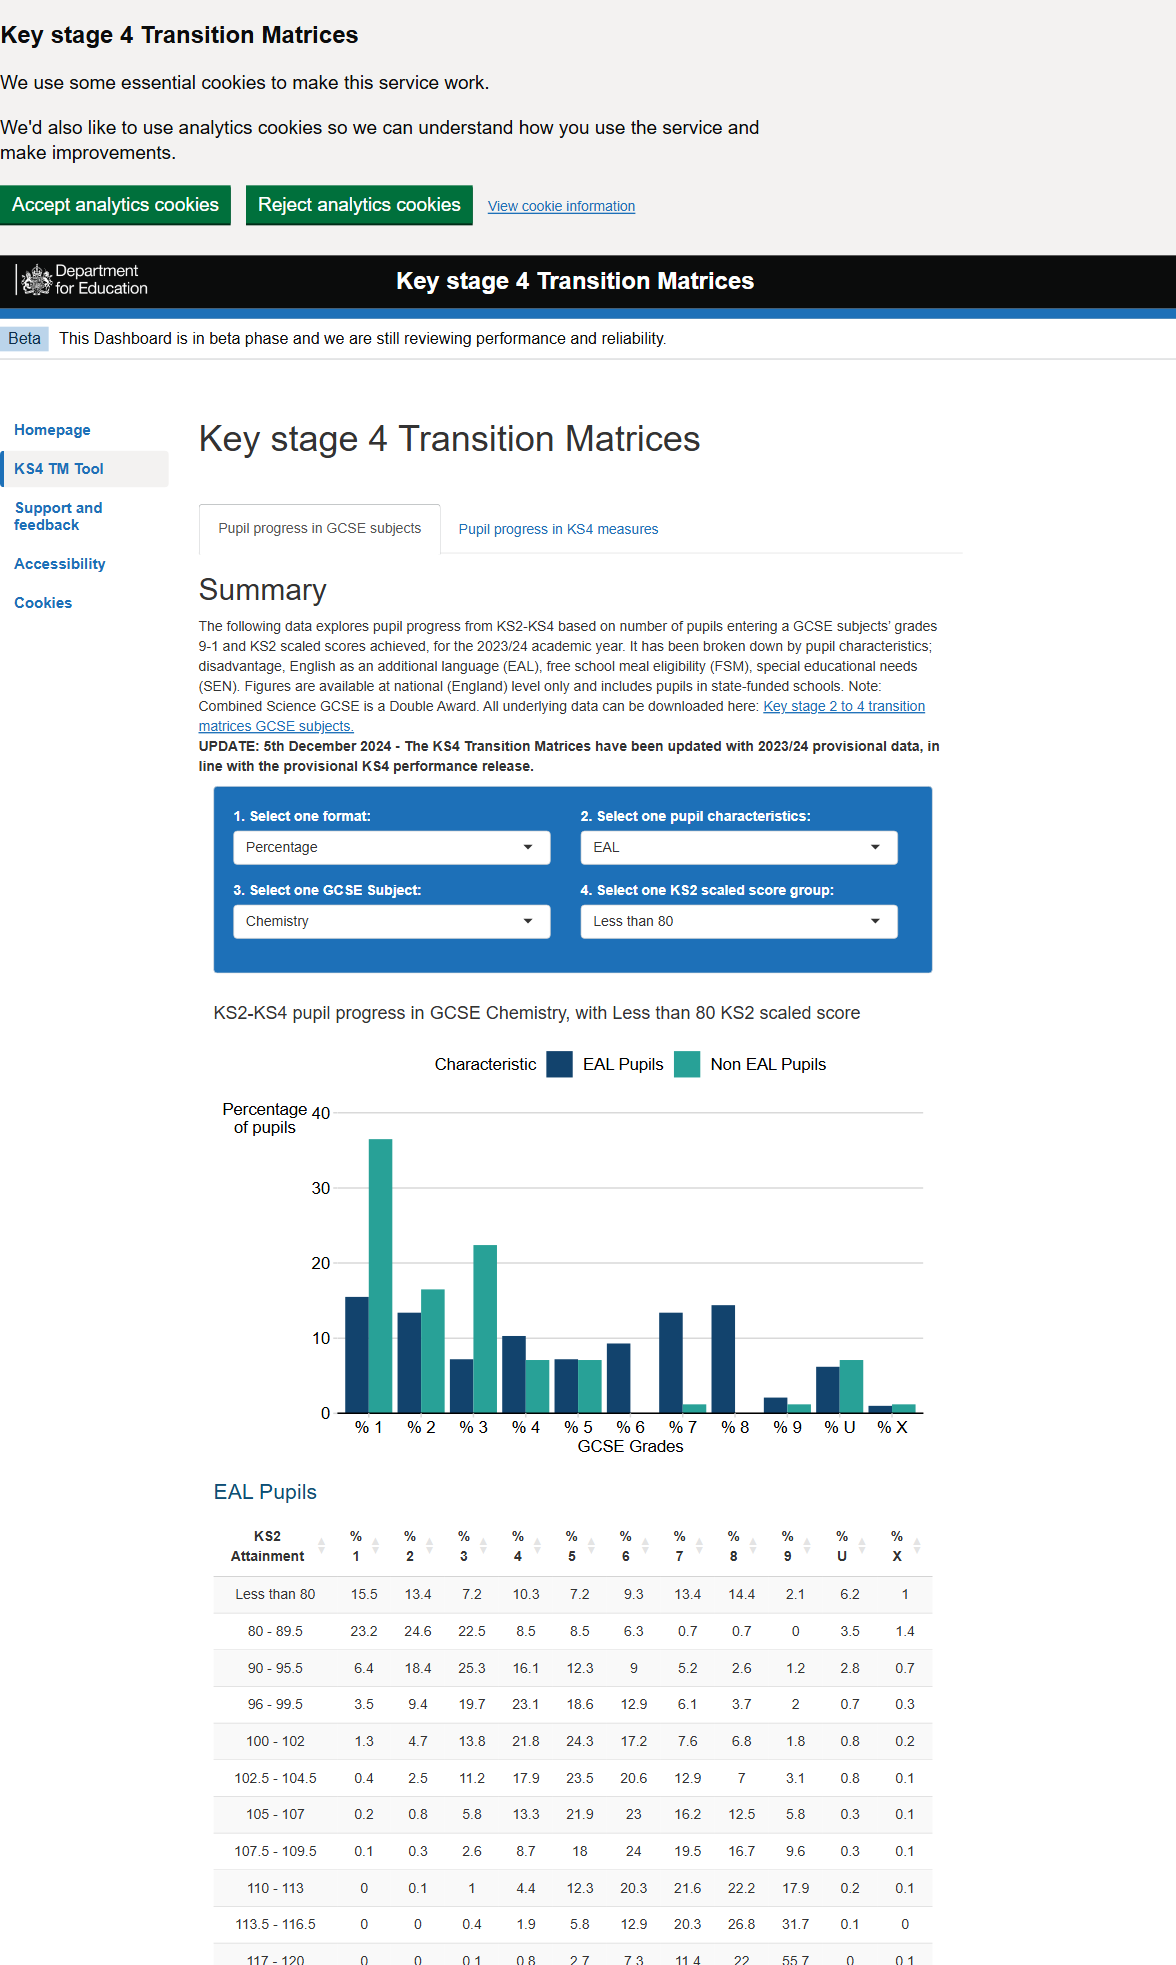 Key stage 4 Transition Matrices
We use some essential cookies to make this service work.
We'd also like to use analytics cookies so we can understand how you use the service and
make improvements.
Accept analytics cookies Reject analytics cookies View cookie information
Department
for Education
Key stage 4 Transition Matrices
Beta This Dashboard is in beta phase and we are still reviewing performance and reliability.
Homepage
KS4 TM Tool
Support and
feedback
Accessibility
Cookies
Key stage 4 Transition Matrices
Pupil progress in GCSE subjects Pupil progress in KS4 measures
Summary
The following data explores pupil progress from KS2-KS4 based on number of pupils entering a GCSE subjects’ grades
9-1 and KS2 scaled scores achieved, for the 2023/24 academic year. It has been broken down by pupil characteristics;
disadvantage, English as an additional language (EAL), free school meal eligibility (FSM), special educational needs
(SEN). Figures are available at national (England) level only and includes pupils in state-funded schools. Note:
Combined Science GCSE is a Double Award. All underlying data can be downloaded here: Key stage 2 to 4 transition
matrices GCSE subjects.
UPDATE: 5th December 2024 - The KS4 Transition Matrices have been updated with 2023/24 provisional data, in
line with the provisional KS4 performance release.
1. Select one format: 2. Select one pupil characteristics:
Percentage EAL
3. Select one GCSE Subject: 4. Select one KS2 scaled score group:
Chemistry Less than 80
KS2-KS4 pupil progress in GCSE Chemistry, with Less than 80 KS2 scaled score
Characteristic EAL Pupils Non EAL Pupils
Percentage
of pupils
40
30
20
10
0
% 1 % 2 % 3 % 4 % 5 % 6 % 7 % 8 % 9 % U % X
GCSE Grades
EAL Pupils
KS2 % % % % % % % % % % %
Attainment 1 2 3 4 5 6 7 8 9 U X
Less than 80 15.5 13.4 7.2 10.3 7.2 9.3 13.4 14.4 2.1 6.2 1
80 - 89.5 23.2 24.6 22.5 8.5 8.5 6.3 0.7 0.7 0 3.5 1.4
90 - 95.5 6.4 18.4 25.3 16.1 12.3 9 5.2 2.6 1.2 2.8 0.7
96 - 99.5 3.5 9.4 19.7 23.1 18.6 12.9 6.1 3.7 2 0.7 0.3
100 - 102 1.3 4.7 13.8 21.8 24.3 17.2 7.6 6.8 1.8 0.8 0.2
102.5 - 104.5 0.4 2.5 11.2 17.9 23.5 20.6 12.9 7 3.1 0.8 0.1
105 - 107 0.2 0.8 5.8 13.3 21.9 23 16.2 12.5 5.8 0.3 0.1
107.5 - 109.5 0.1 0.3 2.6 8.7 18 24 19.5 16.7 9.6 0.3 0.1
110 - 113 0 0.1 1 4.4 12.3 20.3 21.6 22.2 17.9 0.2 0.1
113.5 - 116.5 0 0 0.4 1.9 5.8 12.9 20.3 26.8 31.7 0.1 0
117 - 120 0 0 0.1 0.8 2.7 7.3 11.4 22 55.7 0 0.1